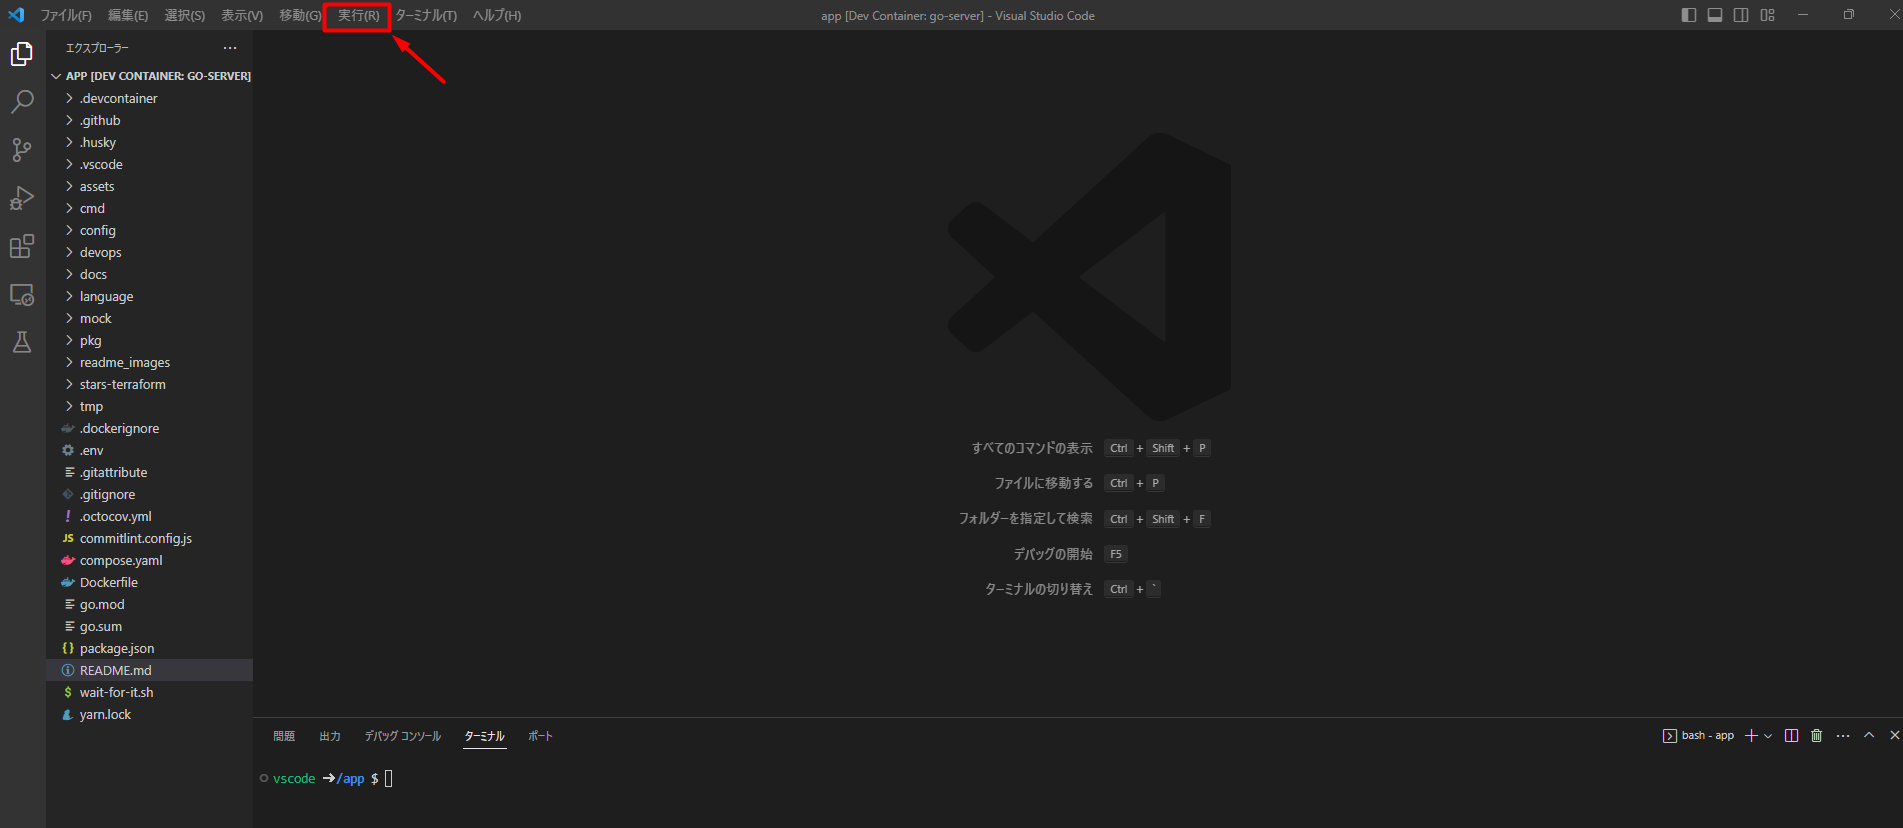 ファイル(F) 編集(E) 選択(S) 表示(V) 移動(G) 実行(R) ターミナル(T) ヘルプ(H)
app [Dev Container: go-server] - Visual Studio Code
エクスプローラー
APP [DEV CONTAINER: GO-SERVER]
.devcontainer
.github
.husky
.vscode
assets
cmd
config
devops
docs
language
mock
pkg
readme_images
stars-terraform
tmp
.dockerignore
.env
.gitattribute
.gitignore
.octocov.yml
commitlint.config.js
compose.yaml
Dockerfile
go.mod
go.sum
package.json
README.md
wait-for-it.sh
yarn.lock
すべてのコマンドの表示 Ctrl + Shift + P
ファイルに移動する Ctrl + P
フォルダーを指定して検索 Ctrl + Shift + F
デバッグの開始 F5
ターミナルの切り替え Ctrl + `
問題 出力 デバッグ コンソール ターミナル ポート
bash - app
vscode ➜ /app $